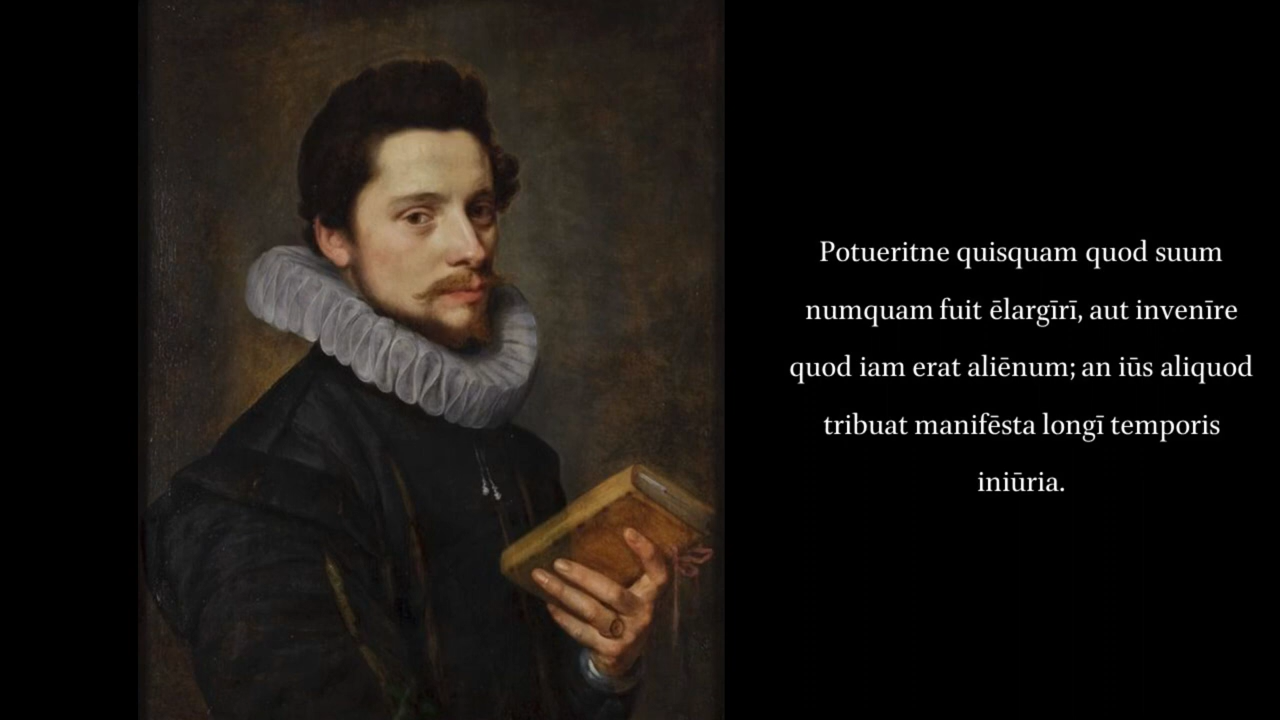 Potueritne quisquam quod suum
numquam fuit ēlargīrī, aut invenīre
quod iam erat aliēnum; an iūs aliquod
tribuat manifēsta longī temporis
iniūria.